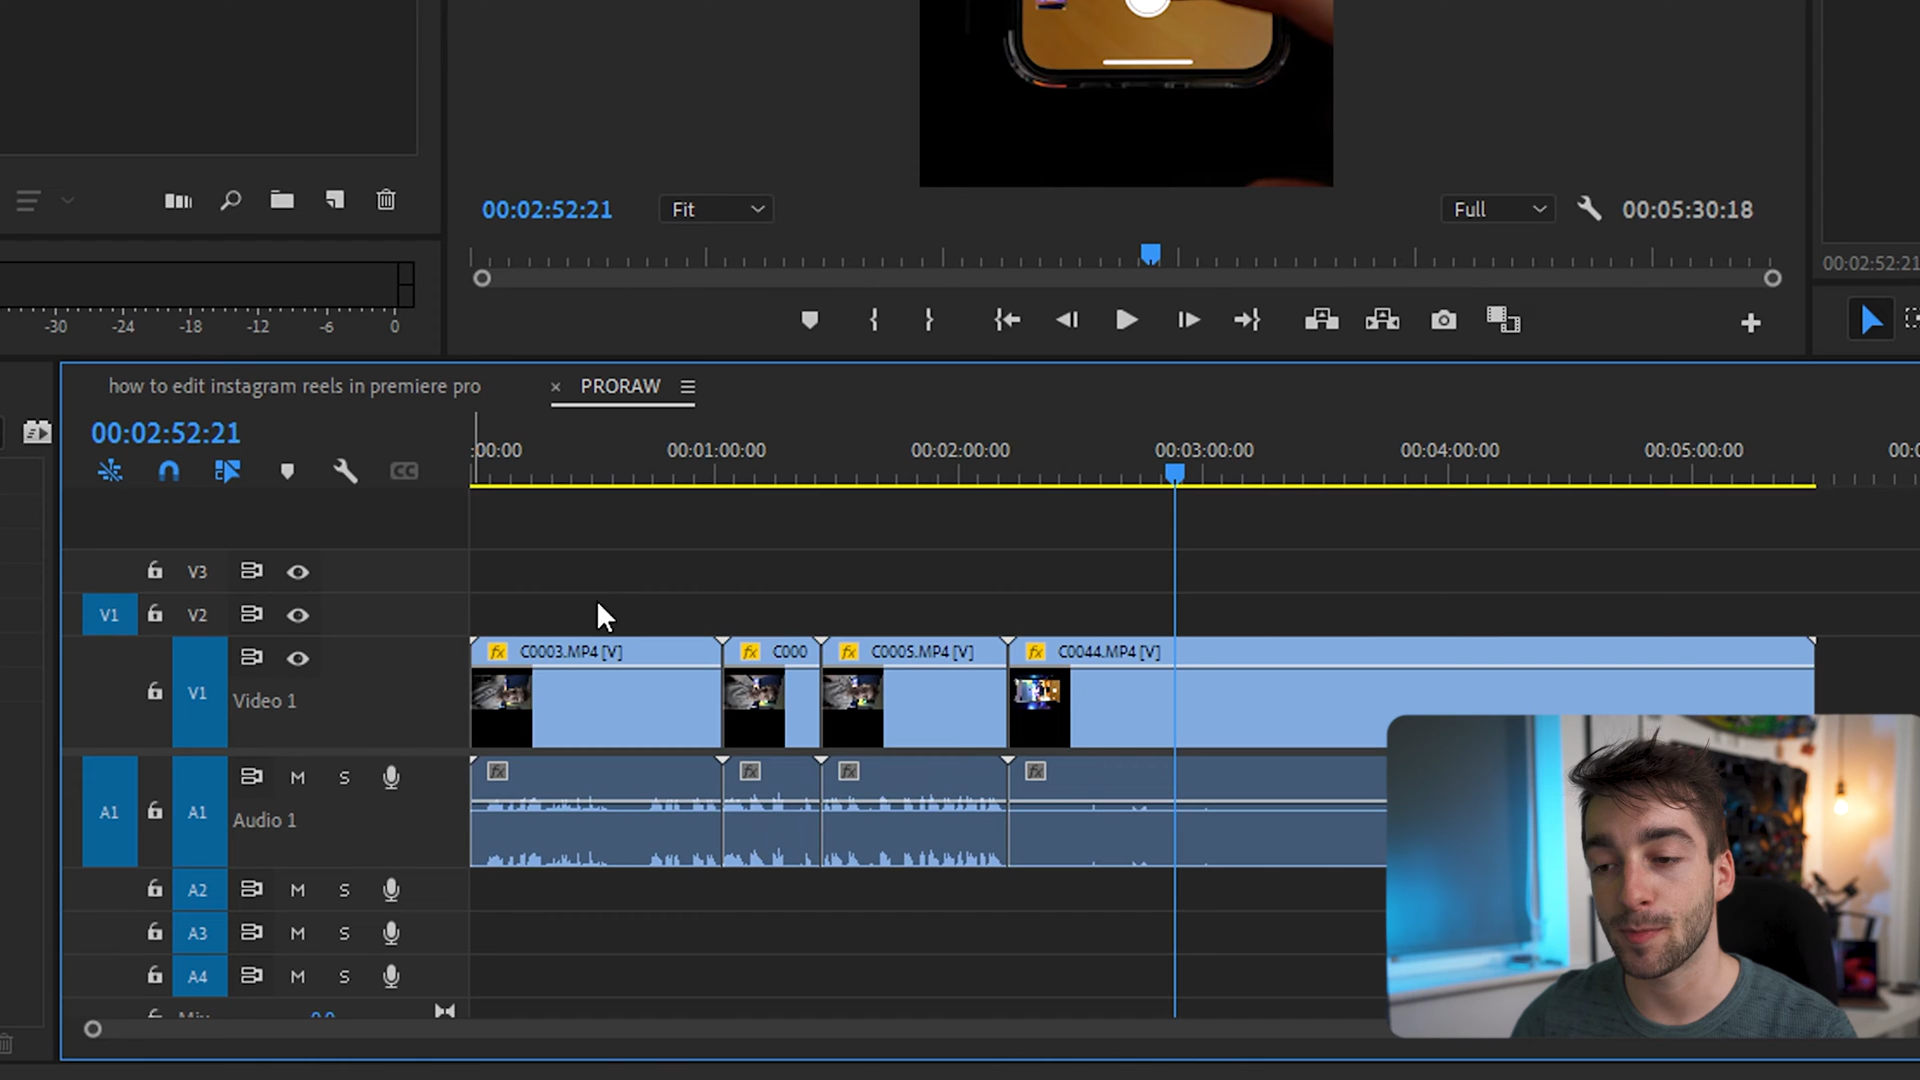 00:02:52:21
Fit
Full
00:05:30:18
00:02:52:21
-30 -24 -18 -12 -6 0
how to edit instagram reels in premiere pro
× PRORAW
00:02:52:21
:00:00 00:01:00:00 00:02:00:00 00:03:00:00 00:04:00:00 00:05:00:00 00:0
CC
V3
V1 V2
fx C0003.MP4 [V] fx C000 fx C0005.MP4 [V] fx C0044.MP4 [V]
V1
Video 1
fx fx fx fx
M S
A1 A1
Audio 1
A2 M S
A3 M S
A4 M S